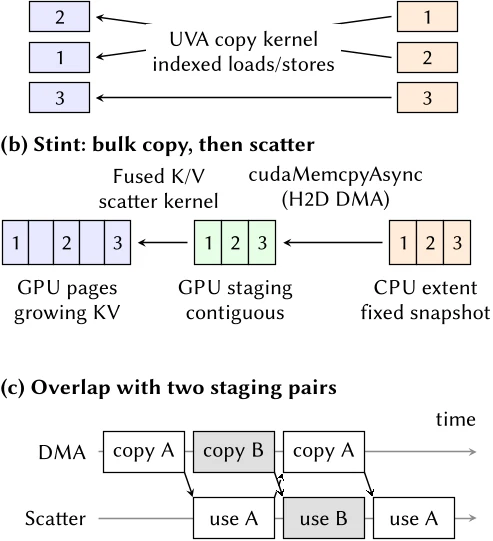 2
1
UVA copy kernel
1
indexed loads/stores
2
3
3
(b) Stint: bulk copy, then scatter
Fused K/V
scatter kernel
cudaMemcpyAsync
(H2D DMA)
1 2 3
1 2 3
1 2 3
GPU pages
growing KV
GPU staging
contiguous
CPU extent
fixed snapshot
(c) Overlap with two staging pairs
time
DMA
copy A
copy B
copy A
Scatter
use A
use B
use A